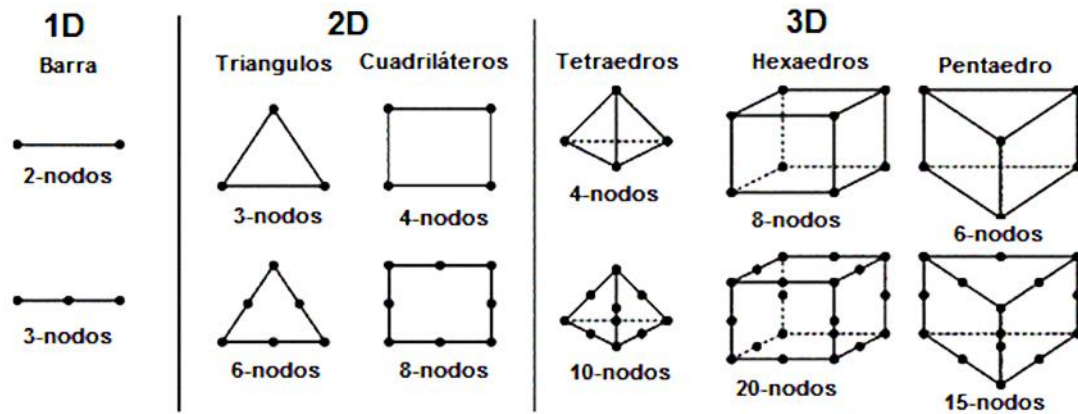 1D
2D
3D
Barra
Triangulos
Cuadriláteros
Tetraedros
Hexaedros
Pentaedro
2-nodos
3-nodos
4-nodos
4-nodos
8-nodos
6-nodos
3-nodos
6-nodos
8-nodos
10-nodos
20-nodos
15-nodos